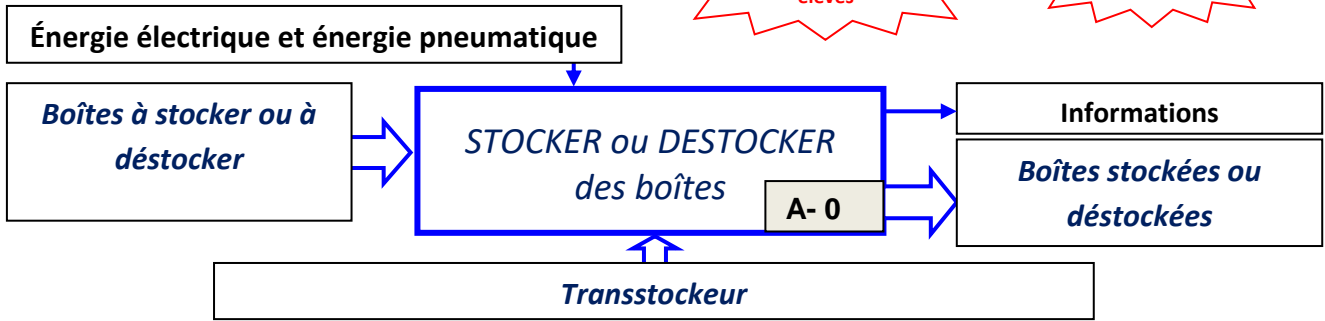 élèves
Énergie électrique et énergie pneumatique
Boîtes à stocker ou à
déstocker
STOCKER ou DESTOCKER
des boîtes
A- 0
Informations
Boîtes stockées ou
déstockées
Transstockeur